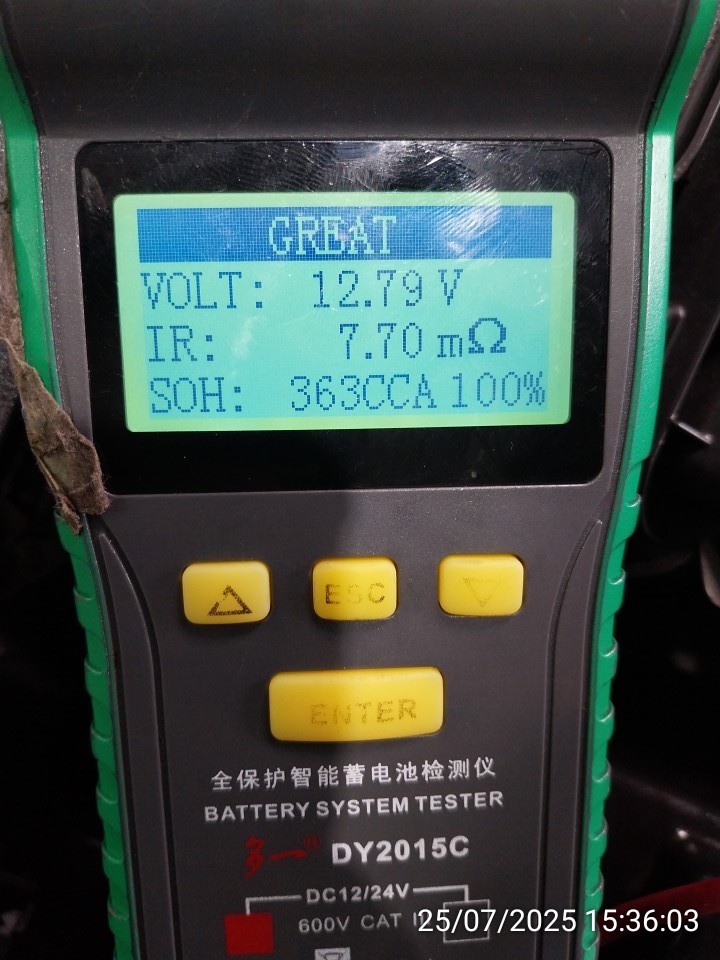 GREAT
VOLT: 12.79 V
IR: 7.70 mΩ
SOH: 363CCA 100%
ESC
ENTER
全保护智能蓄电池检测仪
BATTERY SYSTEM TESTER
多一® DY2015C
DC12/24V
600V CAT
25/07/2025 15:36:03